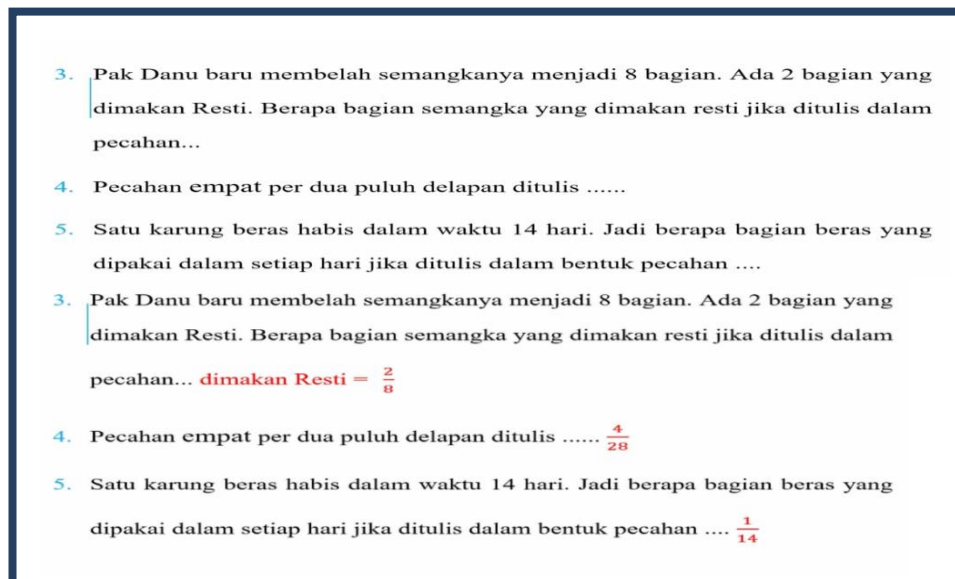 3. Pak Danu baru membelah semangkanya menjadi 8 bagian. Ada 2 bagian yang
dimakan Resti. Berapa bagian semangka yang dimakan resti jika ditulis dalam
pecahan...
4. Pecahan empat per dua puluh delapan ditulis ......
5. Satu karung beras habis dalam waktu 14 hari. Jadi berapa bagian beras yang
dipakai dalam setiap hari jika ditulis dalam bentuk pecahan ....
3. Pak Danu baru membelah semangkanya menjadi 8 bagian. Ada 2 bagian yang
dimakan Resti. Berapa bagian semangka yang dimakan resti jika ditulis dalam
pecahan... dimakan Resti = 2/8
4. Pecahan empat per dua puluh delapan ditulis ...... 4/28
5. Satu karung beras habis dalam waktu 14 hari. Jadi berapa bagian beras yang
dipakai dalam setiap hari jika ditulis dalam bentuk pecahan .... 1/14